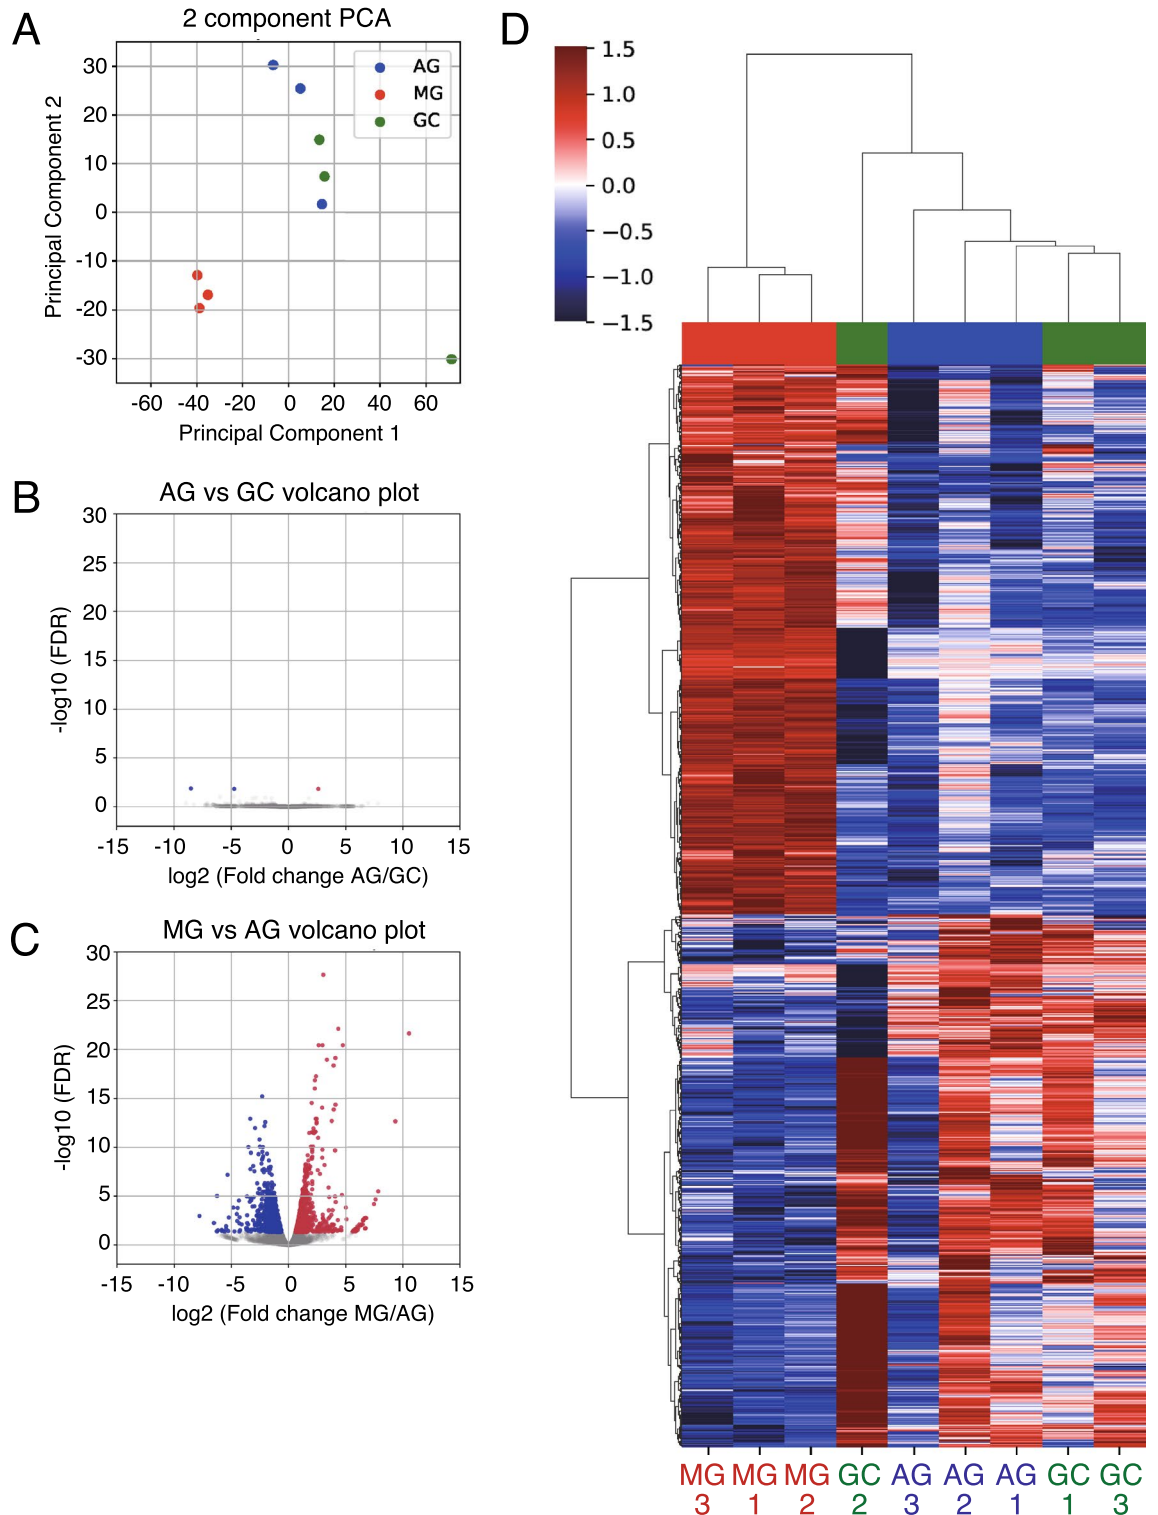 A
2 component PCA
AG
MG
GC
30
20
10
0
-10
-20
-30
Principal Component 2
-60 -40 -20 0 20 40 60
Principal Component 1
B
AG vs GC volcano plot
30
25
20
15
10
5
0
-log10 (FDR)
-15 -10 -5 0 5 10 15
log2 (Fold change AG/GC)
C
MG vs AG volcano plot
30
25
20
15
10
5
0
-log10 (FDR)
-15 -10 -5 0 5 10 15
log2 (Fold change MG/AG)
D
1.5
1.0
0.5
0.0
−0.5
−1.0
−1.5
MG MG MG GC AG AG AG GC GC
3 1 2 2 3 2 1 1 3